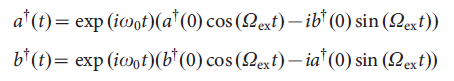 a†(t) = exp (iω₀t)(a†(0) cos (Ωₑₓt) − ib†(0) sin (Ωₑₓt))
b†(t) = exp (iω₀t)(b†(0) cos (Ωₑₓt) − ia†(0) sin (Ωₑₓt))